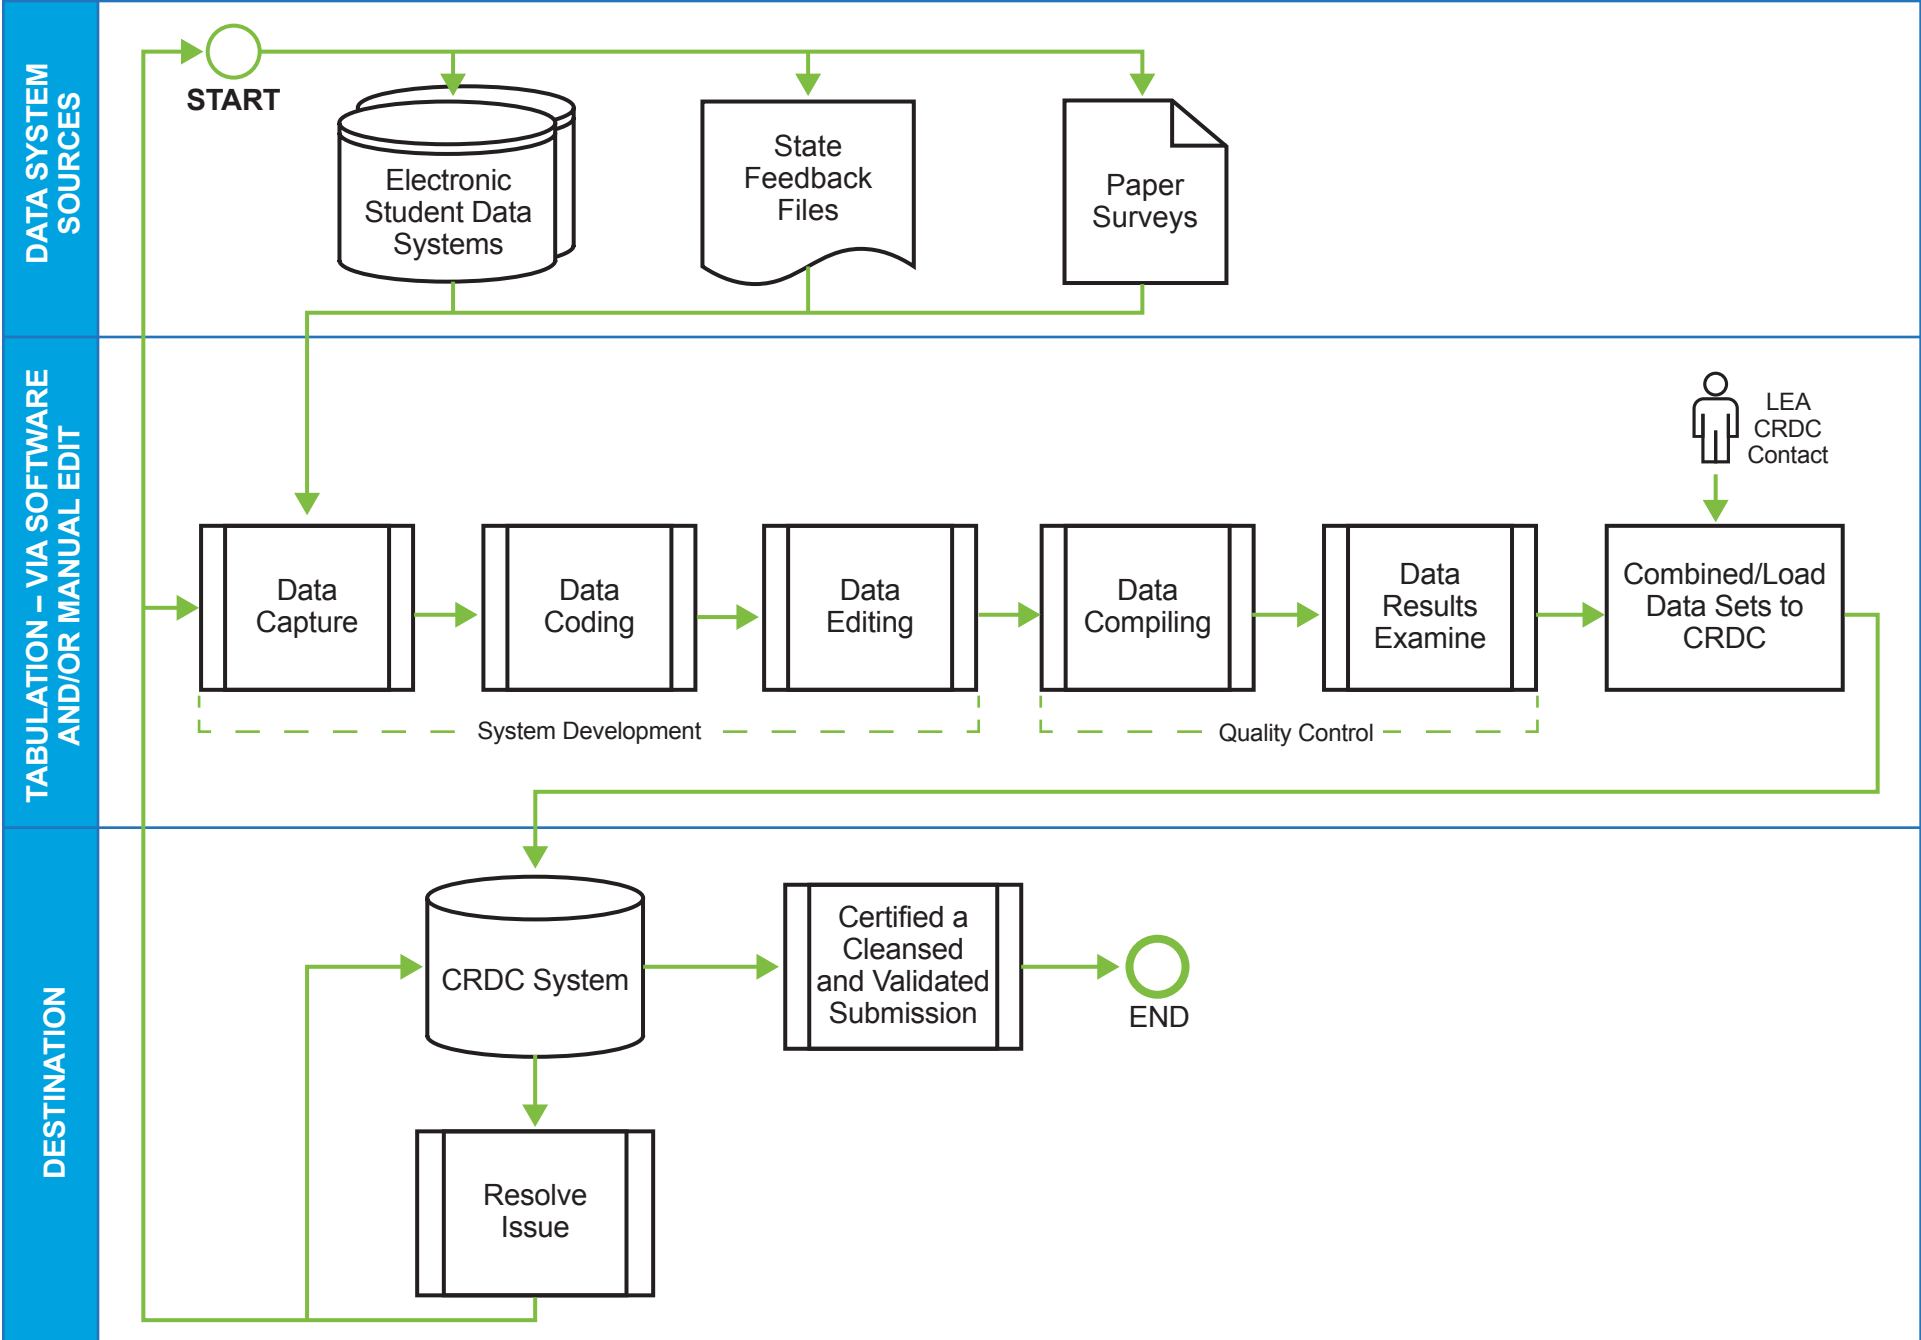 DATA SYSTEM
SOURCES
START
Electronic
Student Data
Systems
State
Feedback
Files
Paper
Surveys
TABULATION – VIA SOFTWARE
AND/OR MANUAL EDIT
LEA
CRDC
Contact
Data
Capture
Data
Coding
Data
Editing
Data
Compiling
Data
Results
Examine
Combined/Load
Data Sets to
CRDC
System Development
Quality Control
DESTINATION
CRDC System
Certified a
Cleansed
and Validated
Submission
END
Resolve
Issue